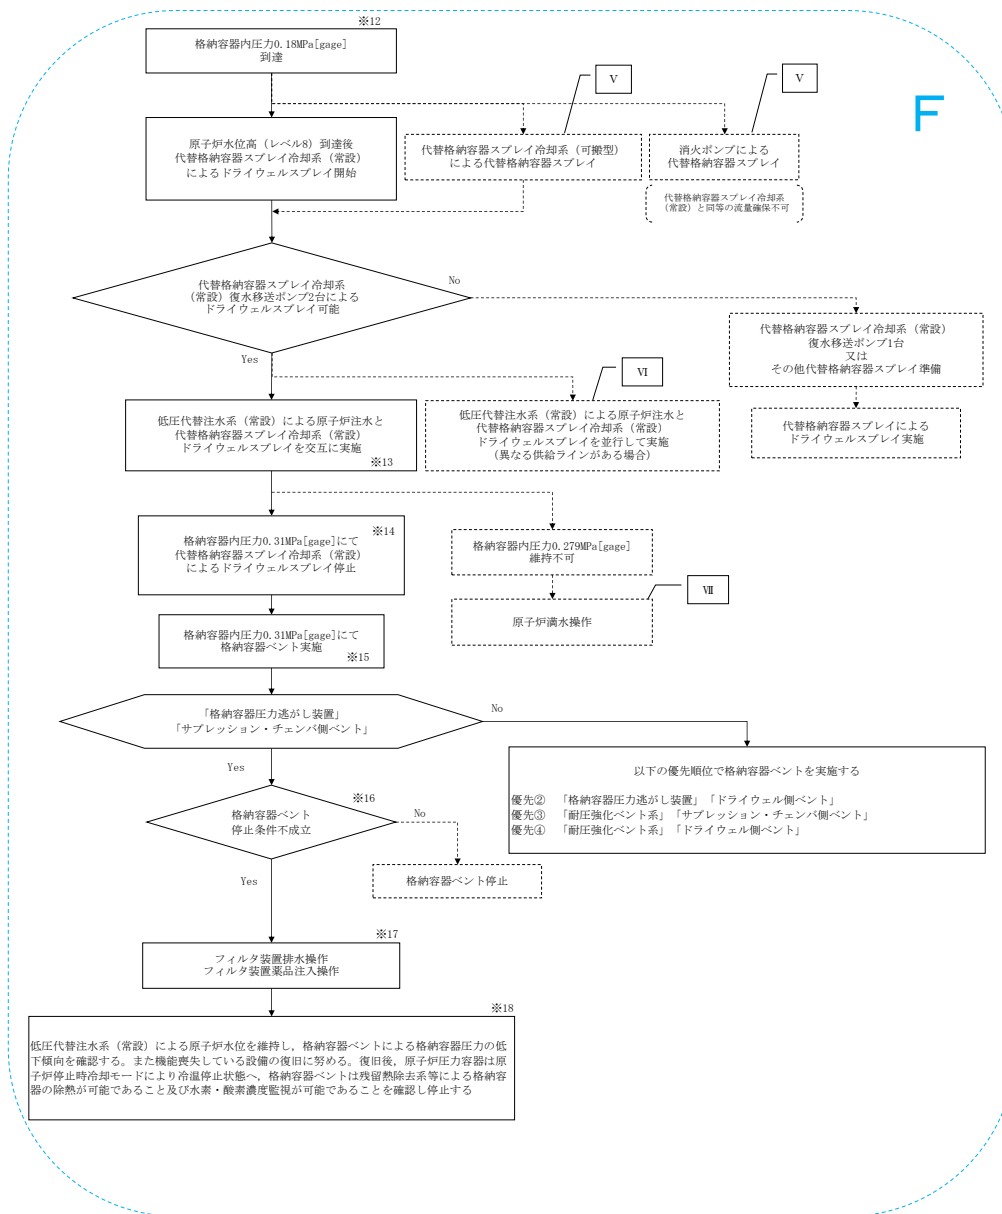 ※12
格納容器内圧力0.18MPa[gage]
到達
F
Ⅴ
Ⅴ
原子炉水位高（レベル8）到達後
代替格納容器スプレイ冷却系（常設）
によるドライウェルスプレイ開始
代替格納容器スプレイ冷却系（可搬型）
による代替格納容器スプレイ
消火ポンプによる
代替格納容器スプレイ
代替格納容器スプレイ冷却系
（常設）と同等の流量確保不可
代替格納容器スプレイ冷却系
（常設）復水移送ポンプ2台による
ドライウェルスプレイ可能
No
Yes
代替格納容器スプレイ冷却系（常設）
復水移送ポンプ1台
又は
その他代替格納容器スプレイ準備
Ⅵ
低圧代替注水系（常設）による原子炉注水と
代替格納容器スプレイ冷却系（常設）
ドライウェルスプレイを交互に実施
※13
低圧代替注水系（常設）による原子炉注水と
代替格納容器スプレイ冷却系（常設）
ドライウェルスプレイを並行して実施
（異なる供給ラインがある場合）
代替格納容器スプレイによる
ドライウェルスプレイ実施
※14
格納容器内圧力0.31MPa[gage]にて
代替格納容器スプレイ冷却系（常設）
によるドライウェルスプレイ停止
格納容器内圧力0.279MPa[gage]
維持不可
Ⅶ
原子炉満水操作
格納容器内圧力0.31MPa[gage]にて
格納容器ベント実施
※15
「格納容器圧力逃がし装置」
「サプレッション・チェンバ側ベント」
No
Yes
以下の優先順位で格納容器ベントを実施する
優先②　「格納容器圧力逃がし装置」「ドライウェル側ベント」
優先③　「耐圧強化ベント系」「サプレッション・チェンバ側ベント」
優先④　「耐圧強化ベント系」「ドライウェル側ベント」
※16
格納容器ベント
停止条件不成立
No
Yes
格納容器ベント停止
※17
フィルタ装置排水操作
フィルタ装置薬品注入操作
※18
低圧代替注水系（常設）による原子炉水位を維持し，格納容器ベントによる格納容器圧力の低
下傾向を確認する。また機能喪失している設備の復旧に努める。復旧後，原子炉圧力容器は原
子炉停止時冷却モードにより冷温停止状態へ，格納容器ベントは残留熱除去系等による格納容
器の除熱が可能であること及び水素・酸素濃度監視が可能であることを確認し停止する